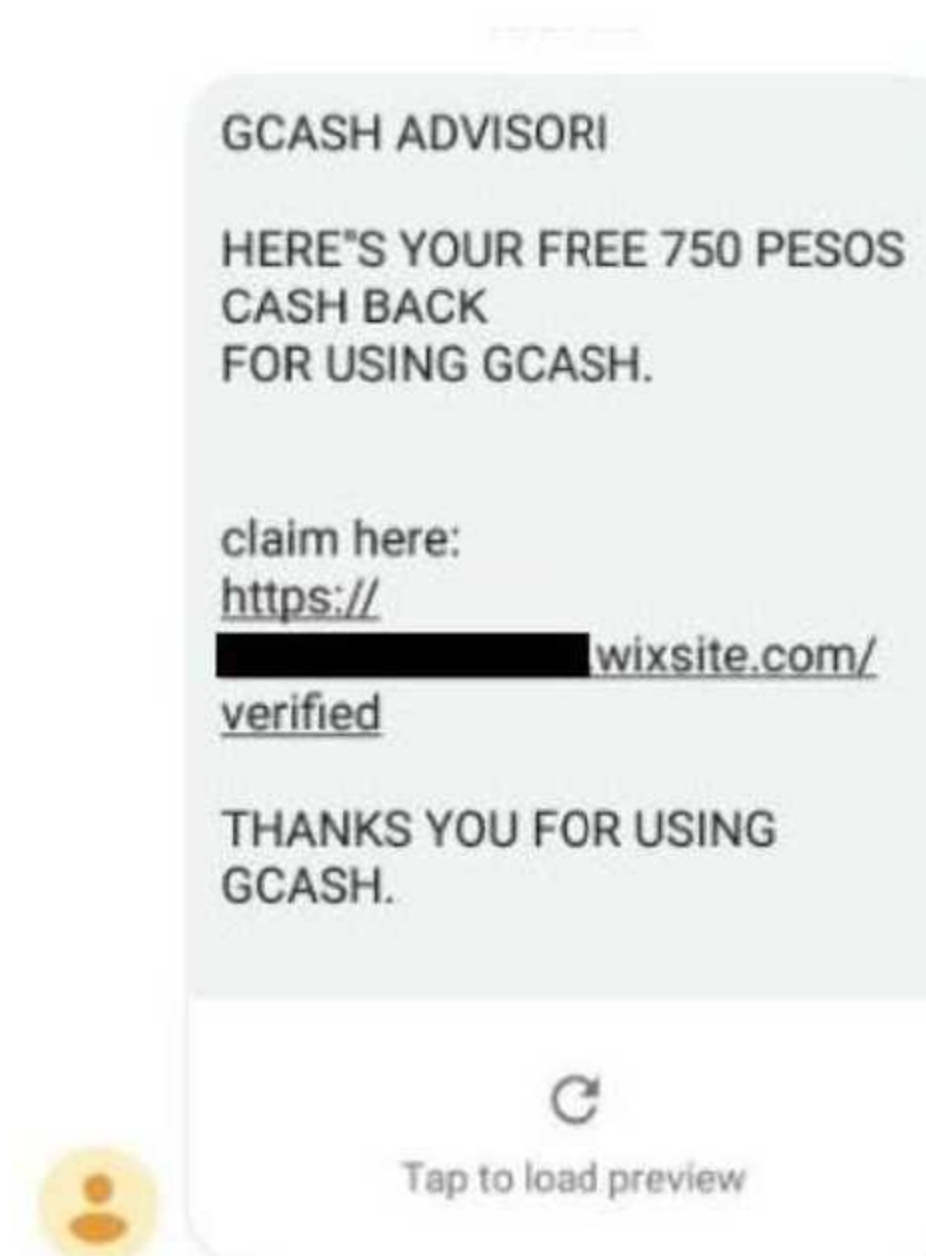 GCASH ADVISORI
HERE"S YOUR FREE 750 PESOS
CASH BACK
FOR USING GCASH.
claim here:
https://
.wixsite.com/
verified
THANKS YOU FOR USING
GCASH.
Tap to load preview